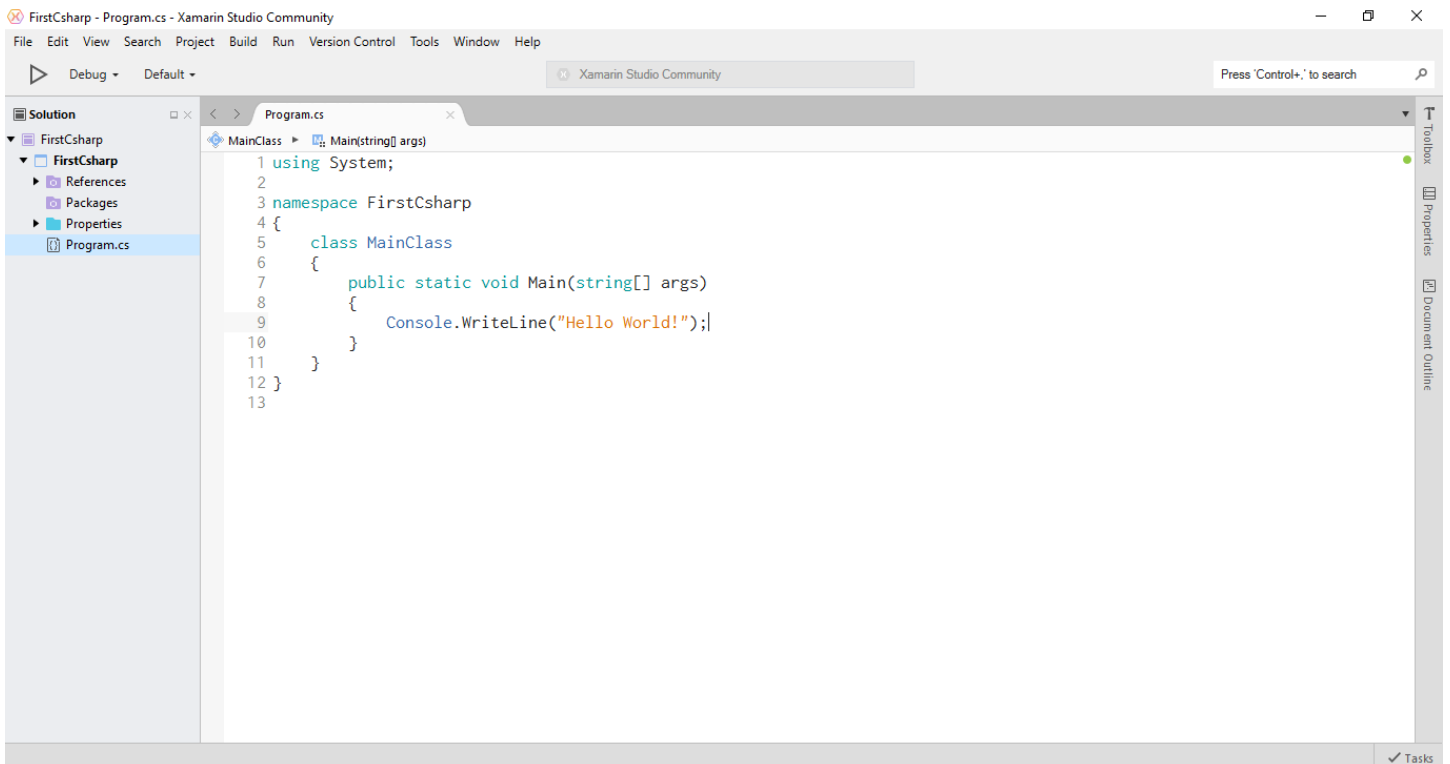 FirstCsharp - Program.cs - Xamarin Studio Community
File Edit View Search Project Build Run Version Control Tools Window Help
Debug Default Xamarin Studio Community Press 'Control+,' to search
Solution
FirstCsharp
FirstCsharp
References
Packages
Properties
Program.cs
Program.cs
MainClass Main(string[] args)
1 using System;
2
3 namespace FirstCsharp
4 {
5     class MainClass
6     {
7         public static void Main(string[] args)
8         {
9             Console.WriteLine("Hello World!");
10         }
11     }
12 }
13
Toolbox
Properties
Document Outline
Tasks